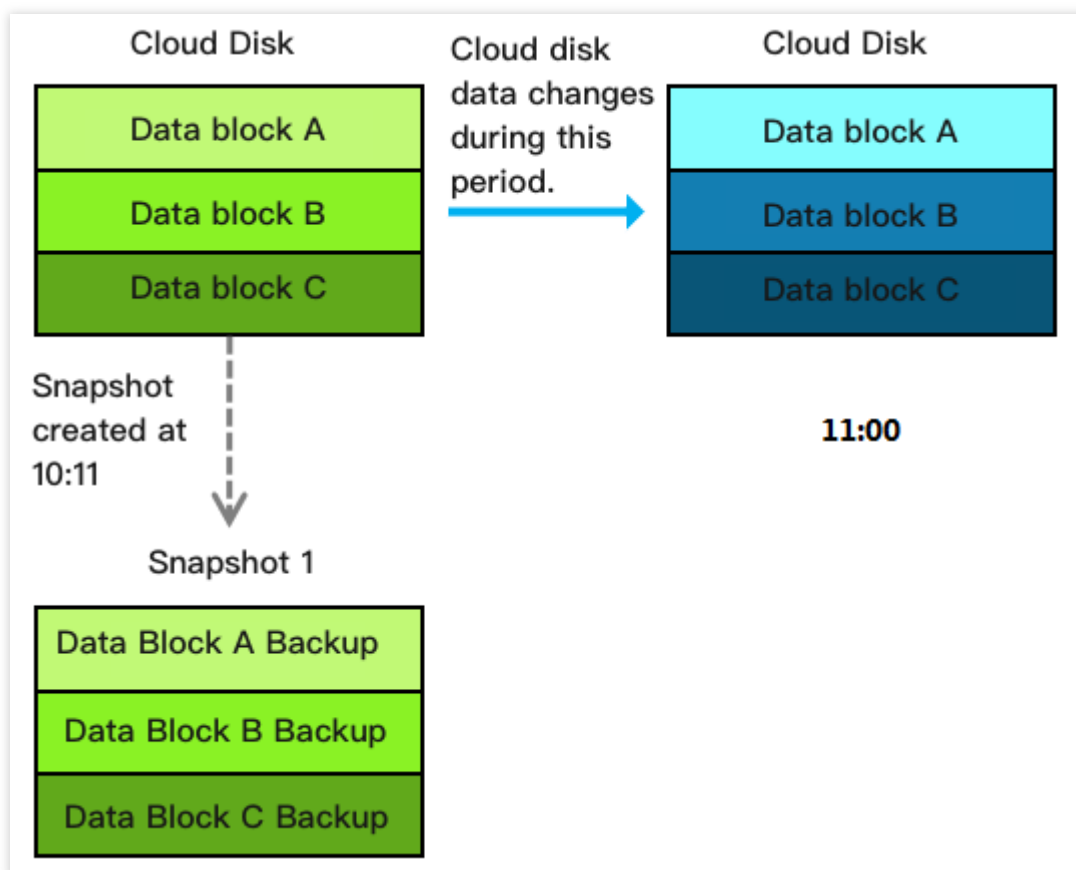 Cloud Disk
Data block A
Data block B
Data block C
Cloud disk
data changes
during this
period.
Cloud Disk
Data block A
Data block B
Data block C
Snapshot
created at
10:11
11:00
Snapshot 1
Data Block A Backup
Data Block B Backup
Data Block C Backup